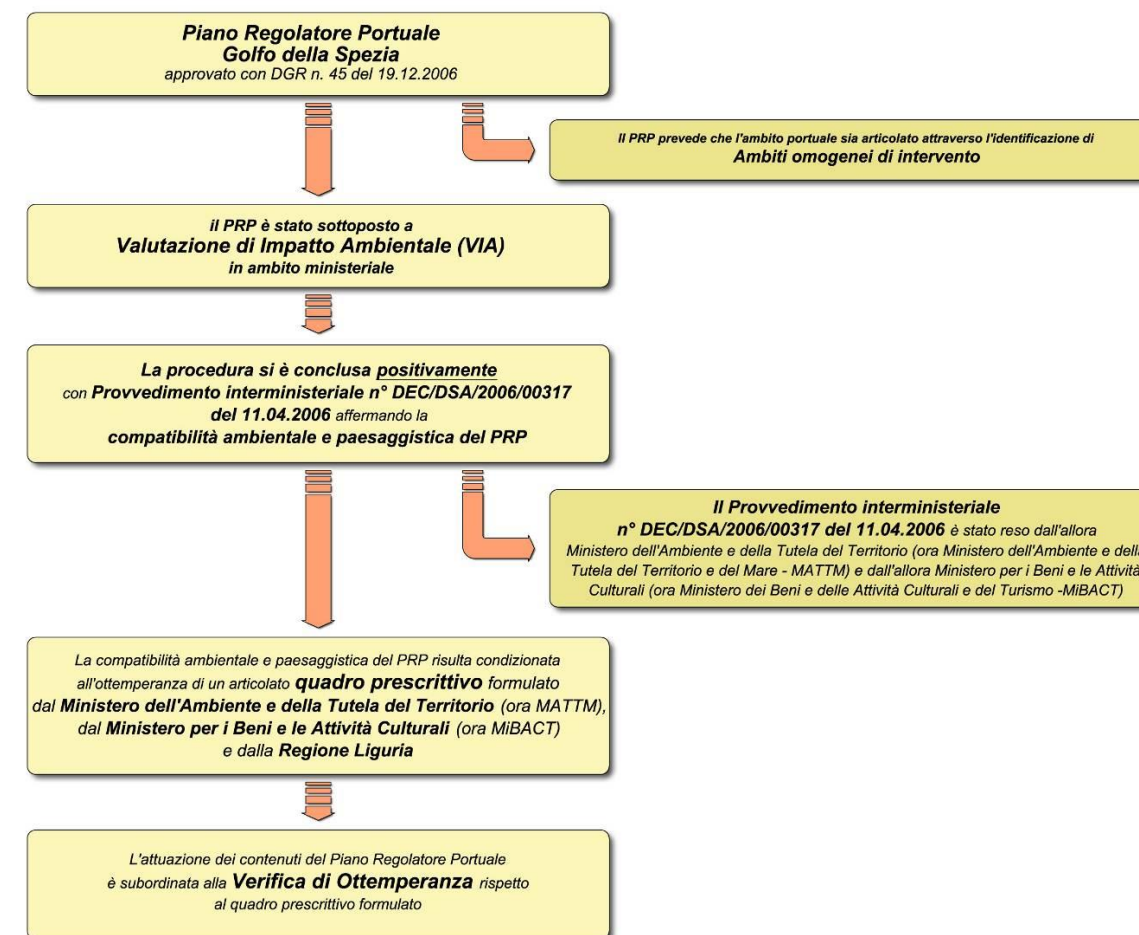 Piano Regolatore Portuale
Golfo della Spezia
approvato con DGR n. 45 del 19.12.2006
Il PRP prevede che l'ambito portuale sia articolato attraverso l'identificazione di
Ambiti omogenei di intervento
il PRP è stato sottoposto a
Valutazione di Impatto Ambientale (VIA)
in ambito ministeriale
La procedura si è conclusa positivamente
con Provvedimento interministeriale n° DEC/DSA/2006/00317
del 11.04.2006 affermando la
compatibilità ambientale e paesaggistica del PRP
Il Provvedimento interministeriale
n° DEC/DSA/2006/00317 del 11.04.2006 è stato reso dall'allora
Ministero dell'Ambiente e della Tutela del Territorio (ora Ministero dell'Ambiente e della
Tutela del Territorio e del Mare - MATTM) e dall'allora Ministero per i Beni e le Attività
Culturali (ora Ministero dei Beni e delle Attività Culturali e del Turismo -MiBACT)
La compatibilità ambientale e paesaggistica del PRP risulta condizionata
all'ottemperanza di un articolato quadro prescrittivo formulato
dal Ministero dell'Ambiente e della Tutela del Territorio (ora MATTM),
dal Ministero per i Beni e le Attività Culturali (ora MiBACT)
e dalla Regione Liguria
L'attuazione dei contenuti del Piano Regolatore Portuale
è subordinata alla Verifica di Ottemperanza rispetto
al quadro prescrittivo formulato